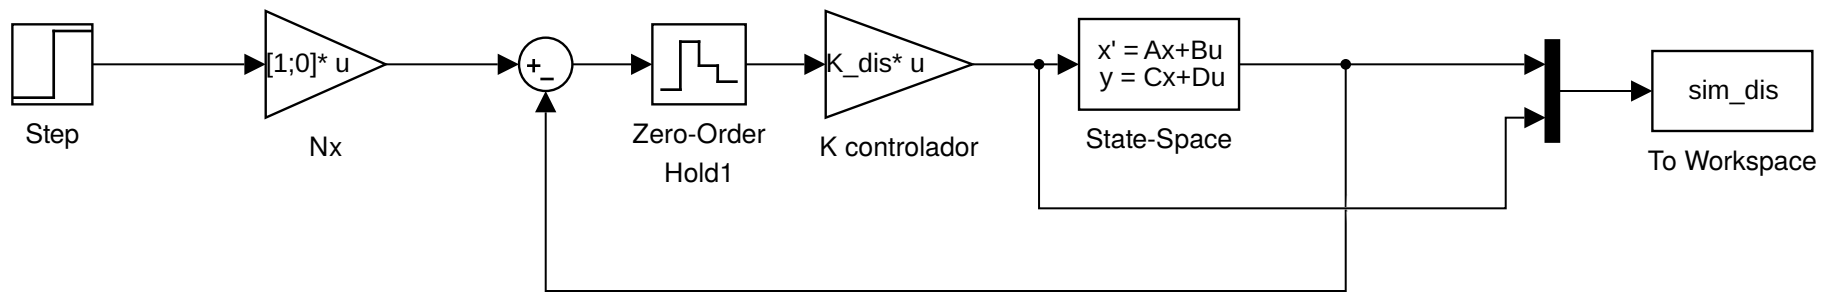 [1;0]* u
+
−
K_dis* u
x' = Ax+Bu
y = Cx+Du
sim_dis
Step
Nx
Zero-Order
Hold1
K controlador
State-Space
To Workspace